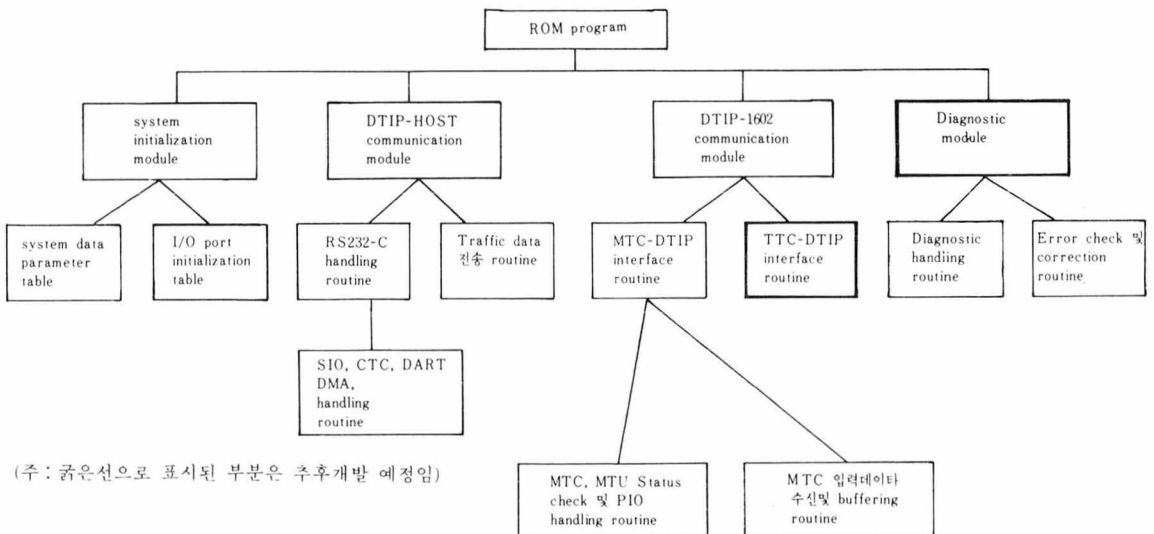 ROM program
system
initialization
module
DTIP-HOST
communication
module
DTIP-1602
communication
module
Diagnostic
module
system data
parameter
table
I/O port
initialization
table
RS232-C
handling
routine
Traffic data
전송 routine
MTC-DTIP
interface
routine
TTC-DTIP
interface
routine
Diagnostic
handiing
routine
Error check 및
correction
routine
SIO, CTC, DART
DMA,
handling
routine
(주 : 굵은선으로 표시된 부분은 추후개발 예정임)
MTC, MTU Status
check 및 PIO
handling routine
MTC 입력데이타
수신및 buffering
routine